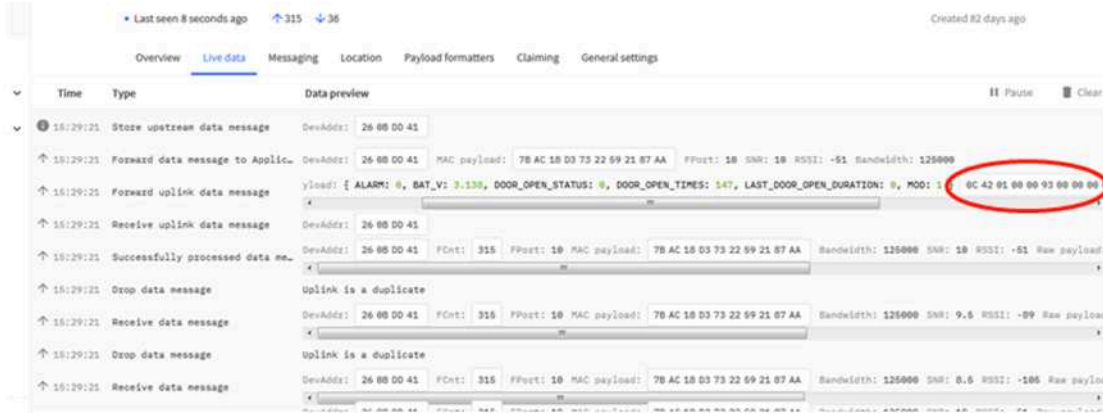 Last seen 8 seconds ago ↑ 315 ↓ 36 Created 82 days ago
Overview Live data Messaging Location Payload formatters Claiming General settings
Time Type Data preview Pause Clear
15:29:21 Store upstream data message DevAddr: 26 0B DD 41
↑ 15:29:21 Forward data message to Applic… DevAddr: 26 0B DD 41 MAC payload: 7B AC 18 D3 73 22 59 21 87 AA FPort: 10 SNR: 10 RSSI: -51 Bandwidth: 125000
↑ 15:29:21 Forward uplink data message yload: { ALARM: 0, BAT_V: 3.138, DOOR_OPEN_STATUS: 0, DOOR_OPEN_TIMES: 147, LAST_DOOR_OPEN_DURATION: 0, MOD: 1 0C 42 01 00 00 93 00 00 00
↑ 15:29:21 Receive uplink data message DevAddr: 26 0B DD 41
↑ 15:29:21 Successfully processed data me… DevAddr: 26 0B DD 41 FCnt: 315 FPort: 10 MAC payload: 7B AC 18 D3 73 22 59 21 87 AA Bandwidth: 125000 SNR: 10 RSSI: -51 Raw payload:
↑ 15:29:21 Drop data message Uplink is a duplicate
↑ 15:29:21 Receive data message DevAddr: 26 0B DD 41 FCnt: 315 FPort: 10 MAC payload: 7B AC 18 D3 73 22 59 21 87 AA Bandwidth: 125000 SNR: 9.5 RSSI: -89 Raw payloa
↑ 15:29:21 Drop data message Uplink is a duplicate
↑ 15:29:21 Receive data message DevAddr: 26 0B DD 41 FCnt: 315 FPort: 10 MAC payload: 7B AC 18 D3 73 22 59 21 87 AA Bandwidth: 125000 SNR: 8.5 RSSI: -105 Raw paylo